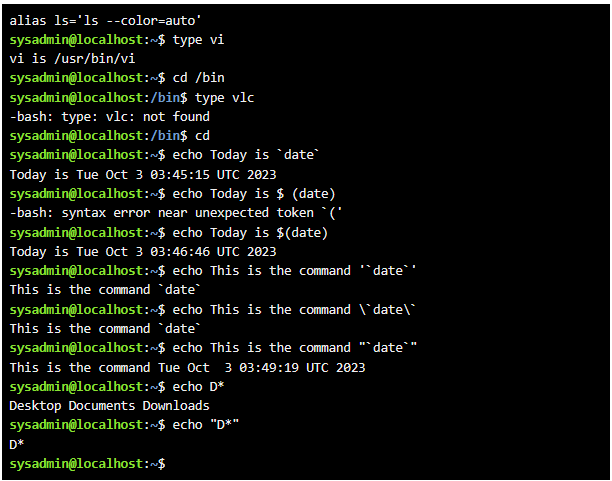 alias ls='ls --color=auto'
sysadmin@localhost:~$ type vi
vi is /usr/bin/vi
sysadmin@localhost:~$ cd /bin
sysadmin@localhost:/bin$ type vlc
-bash: type: vlc: not found
sysadmin@localhost:/bin$ cd
sysadmin@localhost:~$ echo Today is `date`
Today is Tue Oct 3 03:45:15 UTC 2023
sysadmin@localhost:~$ echo Today is $ (date)
-bash: syntax error near unexpected token `('
sysadmin@localhost:~$ echo Today is $(date)
Today is Tue Oct 3 03:46:46 UTC 2023
sysadmin@localhost:~$ echo This is the command '`date`'
This is the command `date`
sysadmin@localhost:~$ echo This is the command \`date\`
This is the command `date`
sysadmin@localhost:~$ echo This is the command "`date`"
This is the command Tue Oct  3 03:49:19 UTC 2023
sysadmin@localhost:~$ echo D*
Desktop Documents Downloads
sysadmin@localhost:~$ echo "D*"
D*
sysadmin@localhost:~$